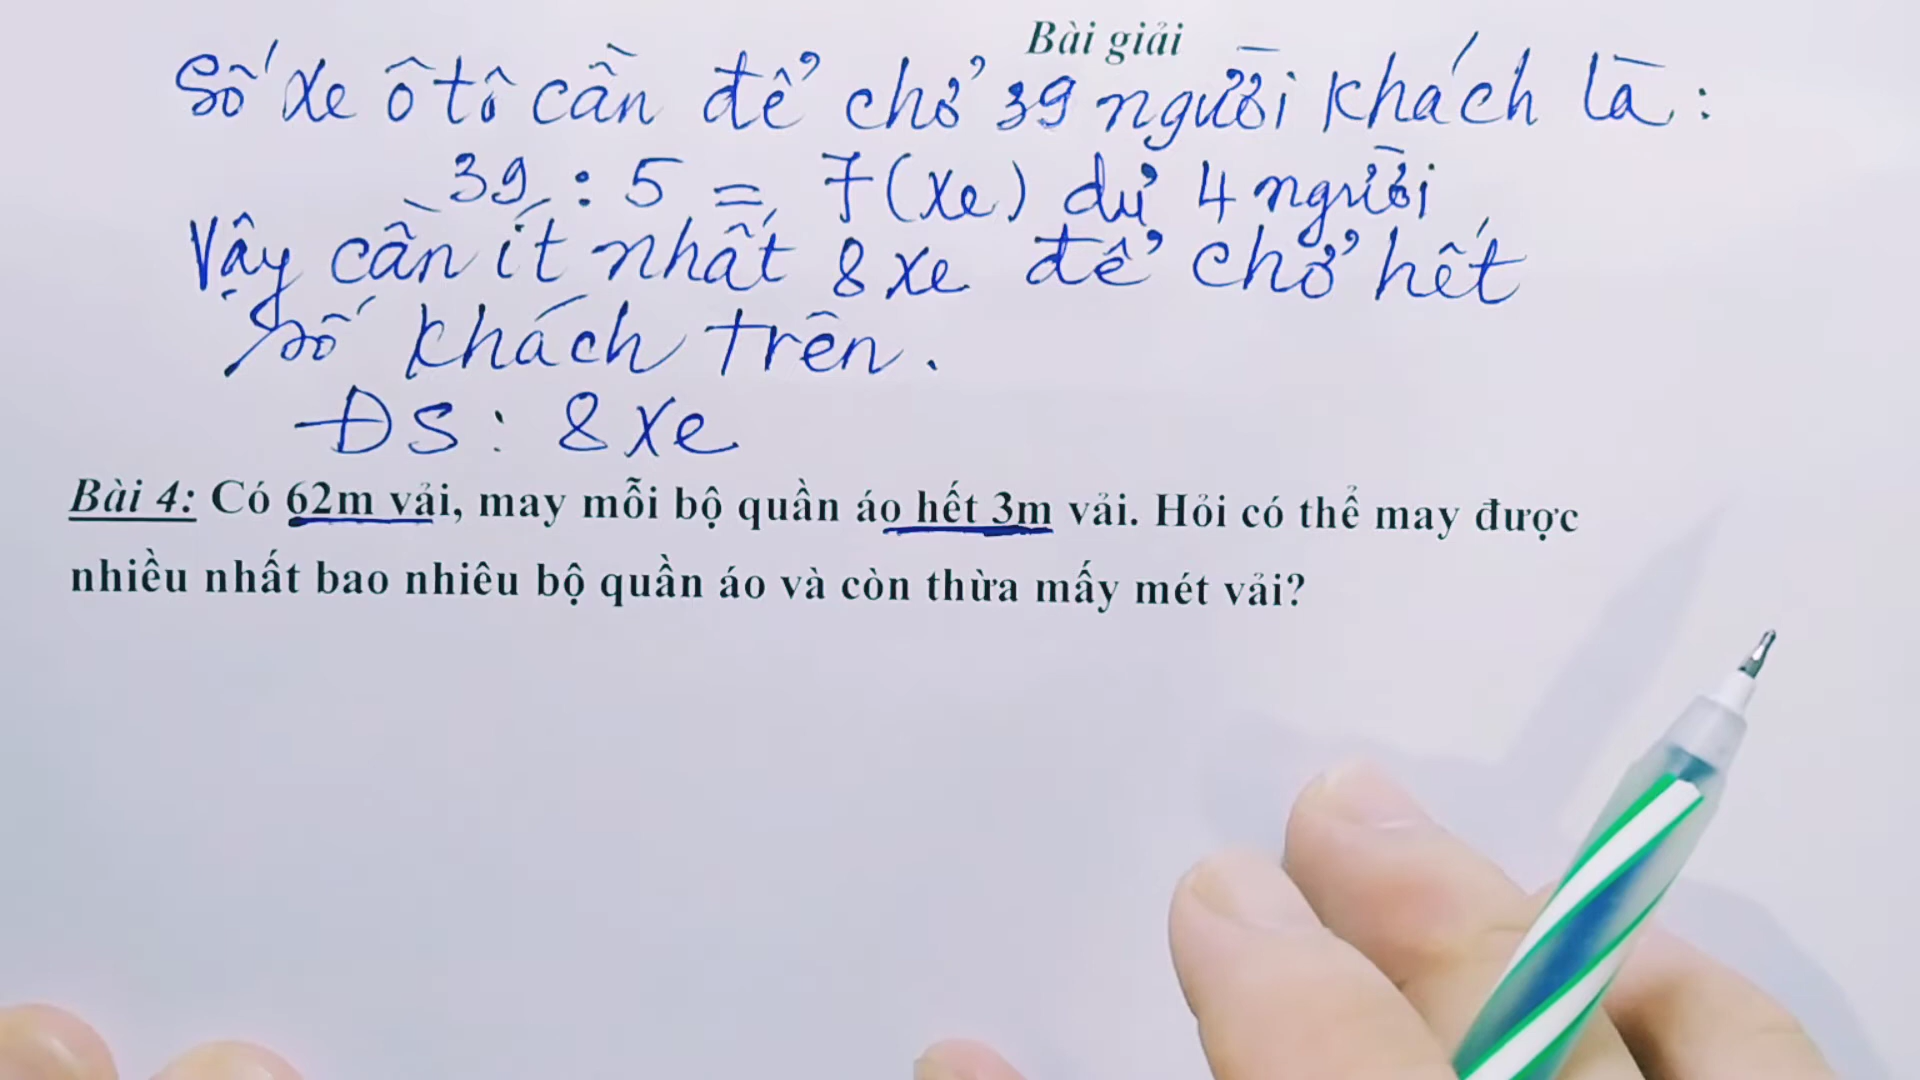 Bài giải
Số xe ô tô cần để chở 39 người khách là:
39 : 5 = 7 (xe) dư 4 người
Vậy cần ít nhất 8 xe để chở hết
số khách trên.
ĐS: 8 xe
Bài 4: Có 62m vải, may mỗi bộ quần áo hết 3m vải. Hỏi có thể may được
nhiều nhất bao nhiêu bộ quần áo và còn thừa mấy mét vải?